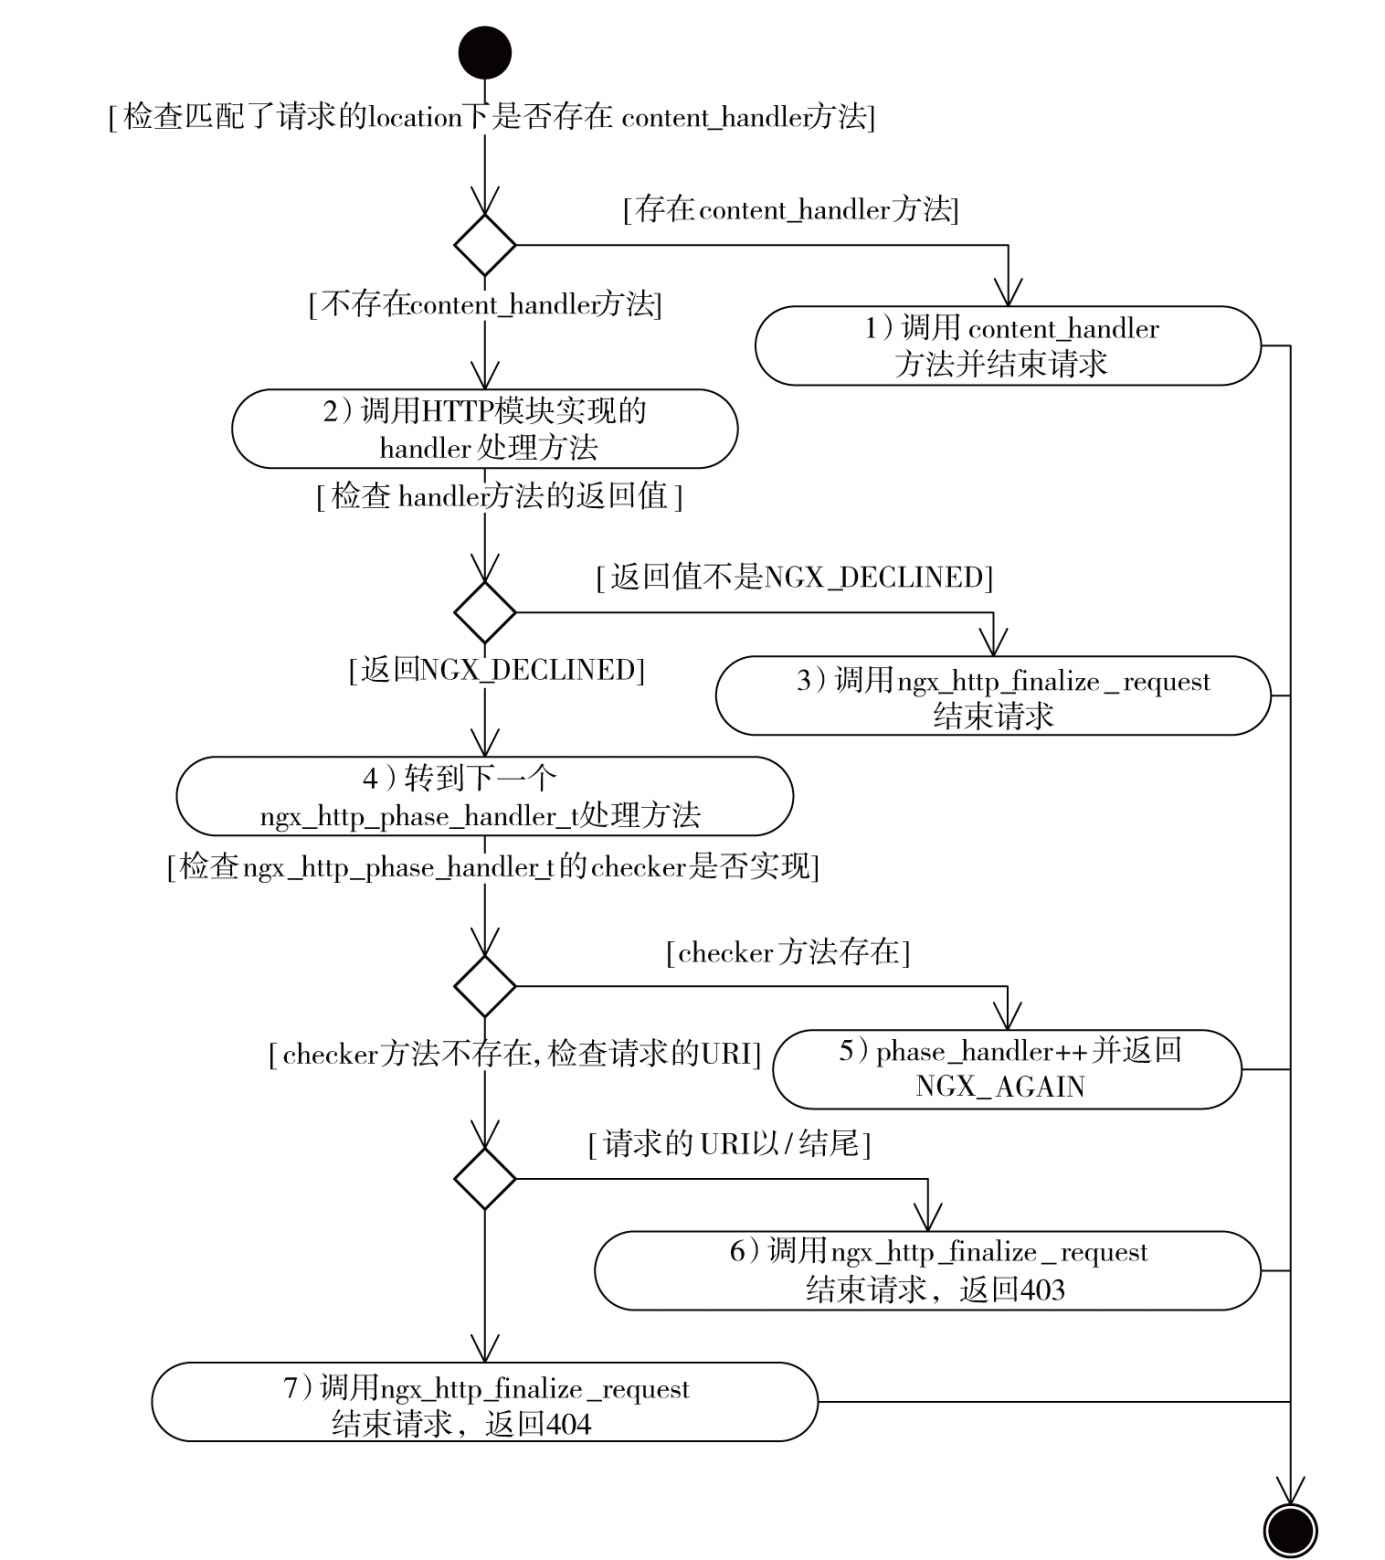 [检查匹配了请求的location下是否存在 content_handler方法]
[存在content_handler方法]
[不存在content_handler方法]
1）调用 content_handler
方法并结束请求
2）调用HTTP模块实现的
handler 处理方法
[检查 handler方法的返回值]
[返回值不是NGX_DECLINED]
[返回NGX_DECLINED]
3）调用ngx_http_finalize_request
结束请求
4）转到下一个
ngx_http_phase_handler_t处理方法
[检查ngx_http_phase_handler_t的checker是否实现]
[checker 方法存在]
[checker方法不存在,检查请求的URI]
5）phase_handler++并返回
NGX_AGAIN
[请求的 URI以/结尾]
6）调用ngx_http_finalize_request
结束请求，返回403
7）调用ngx_http_finalize_request
结束请求，返回404